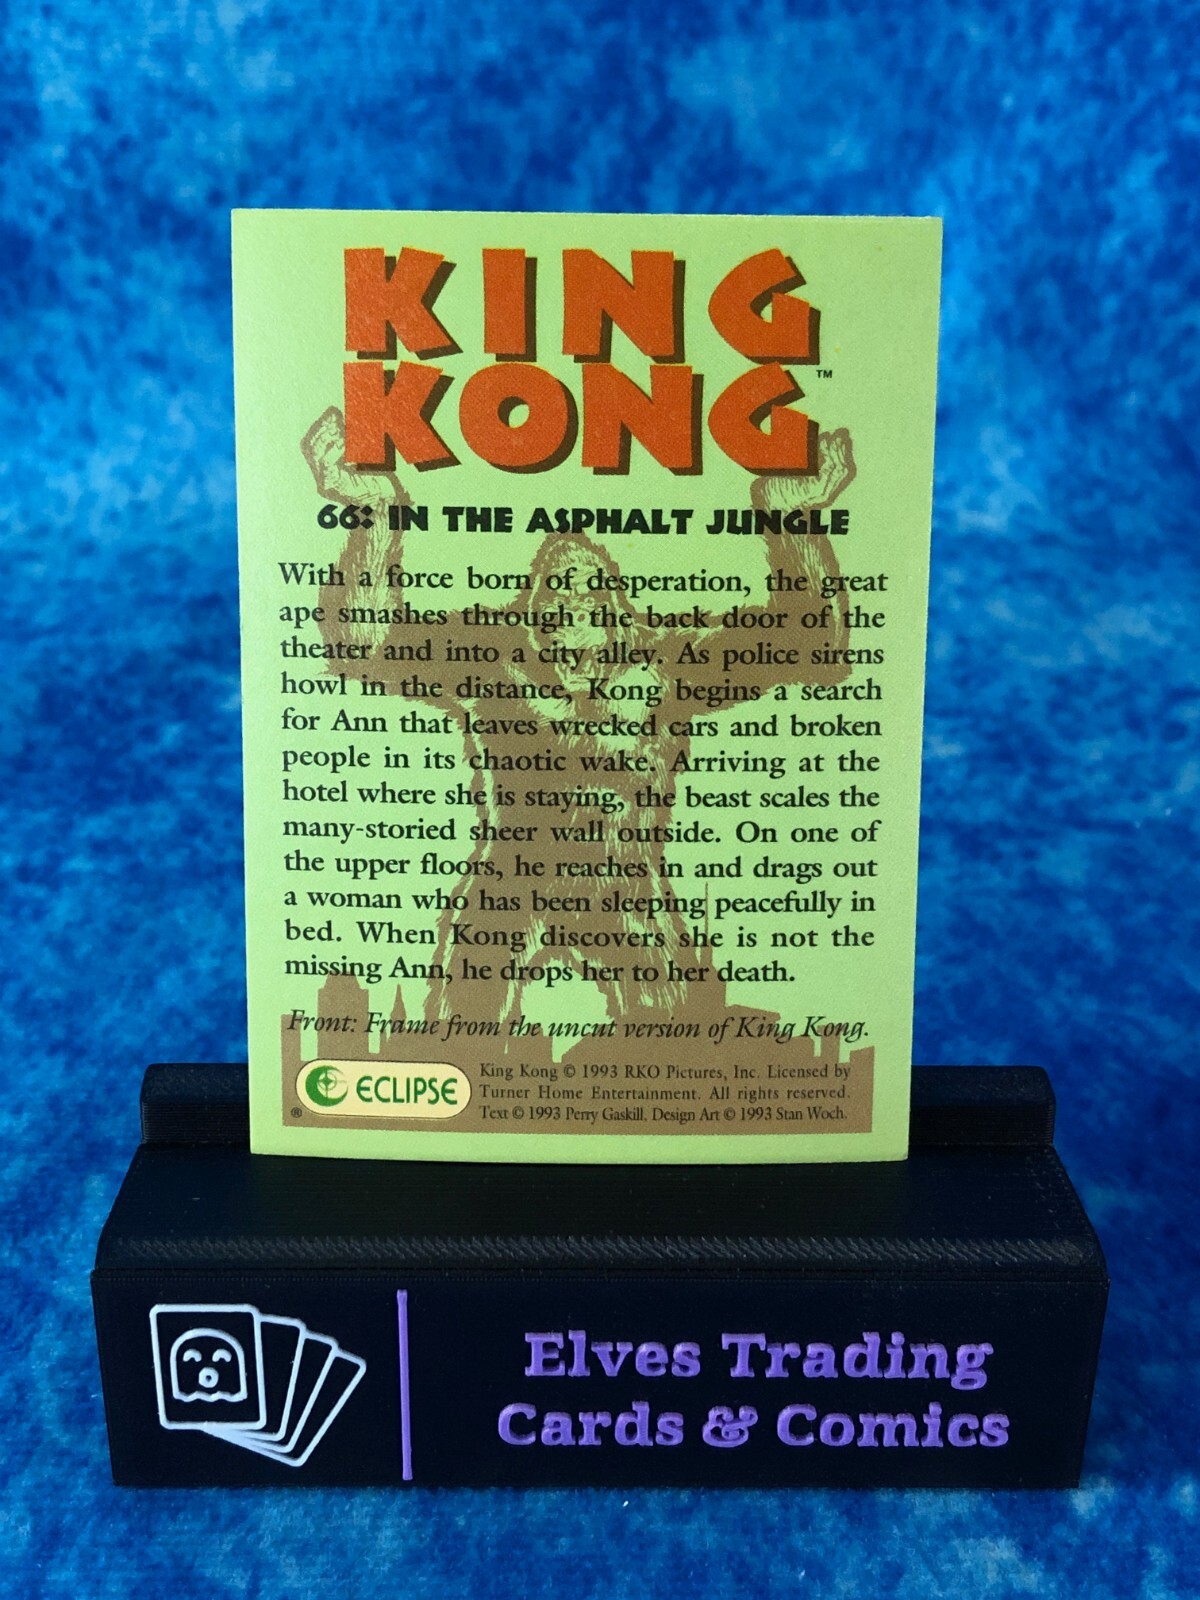 KING
KONG
™
66: IN THE ASPHALT JUNGLE
With a force born of desperation, the great
ape smashes through the back door of the
theater and into a city alley. As police sirens
howl in the distance, Kong begins a search
for Ann that leaves wrecked cars and broken
people in its chaotic wake. Arriving at the
hotel where she is staying, the beast scales the
many-storied sheer wall outside. On one of
the upper floors, he reaches in and drags out
a woman who has been sleeping peacefully in
bed. When Kong discovers she is not the
missing Ann, he drops her to her death.
Front: Frame from the uncut version of King Kong.
® ECLIPSE
King Kong © 1993 RKO Pictures, Inc. Licensed by
Turner Home Entertainment. All rights reserved.
Text © 1993 Perry Gaskill. Design Art © 1993 Stan Woch.
Elves Trading
Cards & Comics